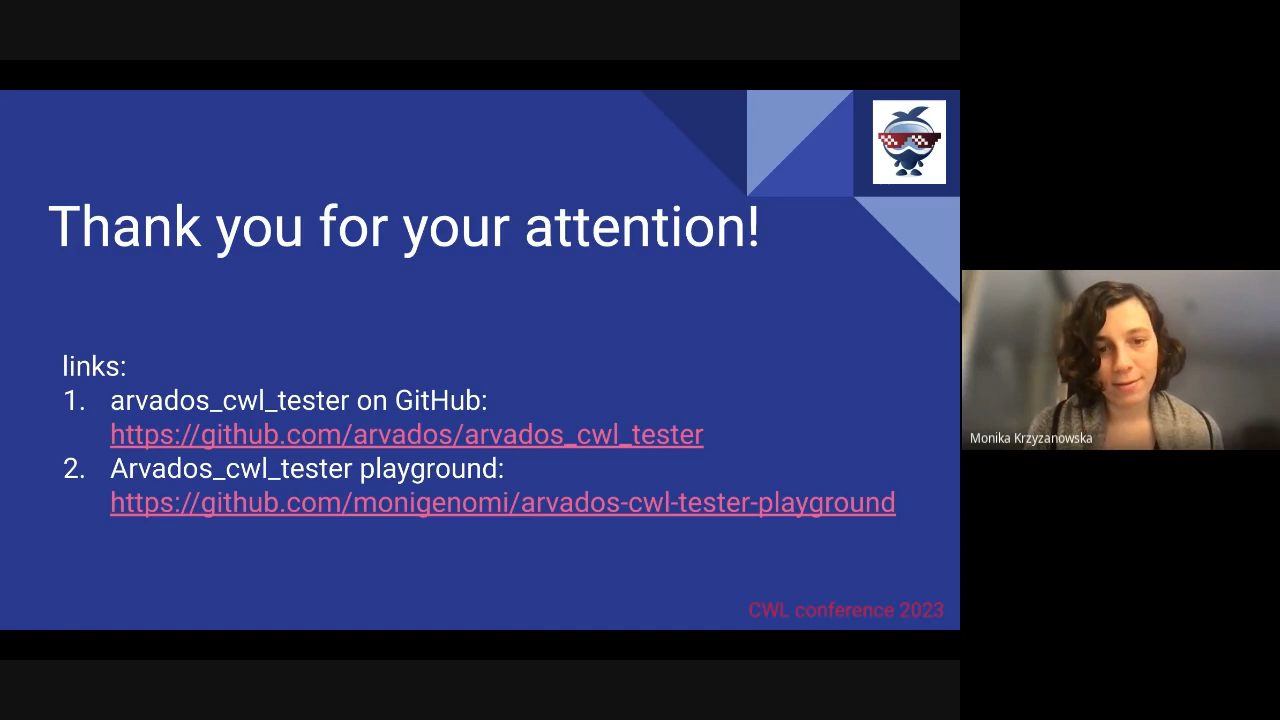 Thank you for your attention!
links:
1. arvados_cwl_tester on GitHub:
https://github.com/arvados/arvados_cwl_tester
2. Arvados_cwl_tester playground:
https://github.com/monigenomi/arvados-cwl-tester-playground
CWL conference 2023
Monika Krzyzanowska